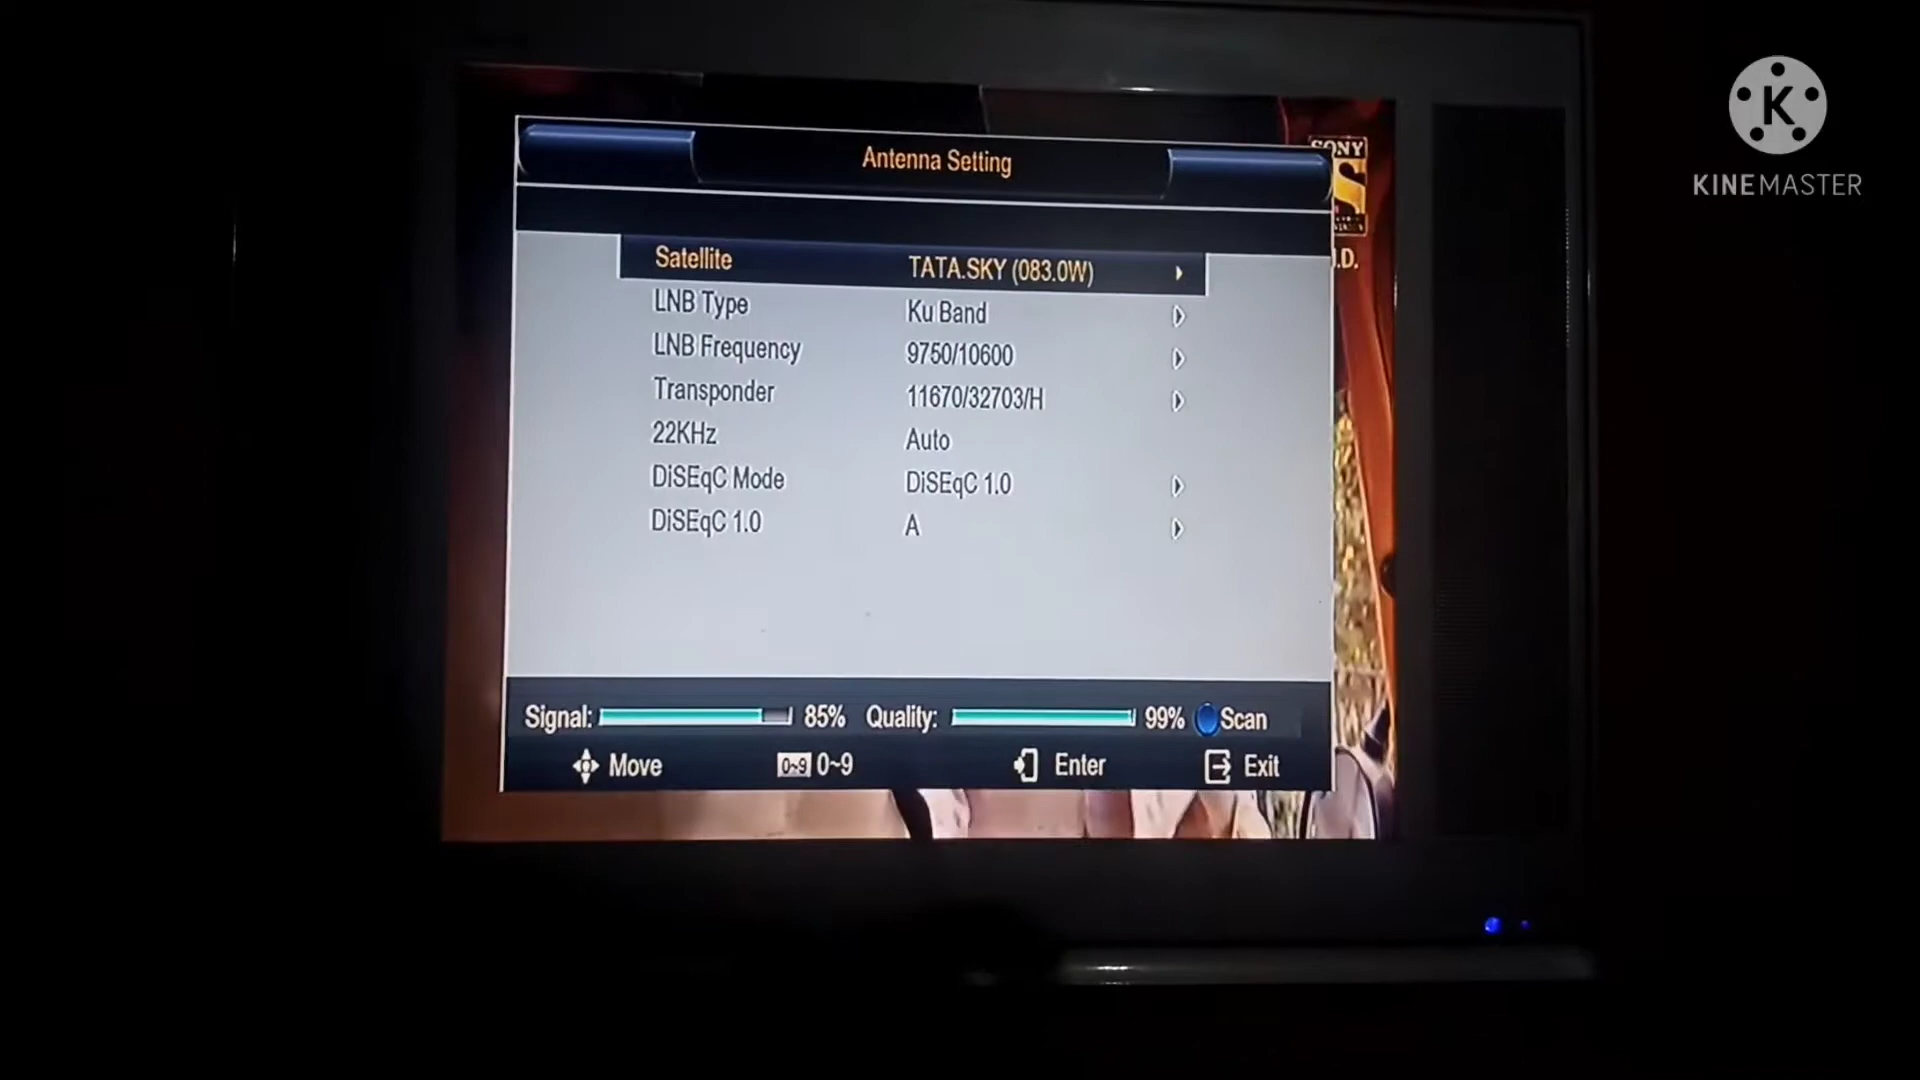 K
KINEMASTER
Antenna Setting
SONY
Satellite TATA.SKY (083.0W)
I.D.
LNB Type Ku Band
LNB Frequency 9750/10600
Transponder 11670/32703/H
22KHz Auto
DiSEqC Mode DiSEqC 1.0
DiSEqC 1.0 A
Signal: 85% Quality: 99% Scan
Move 0~9 0~9 Enter Exit